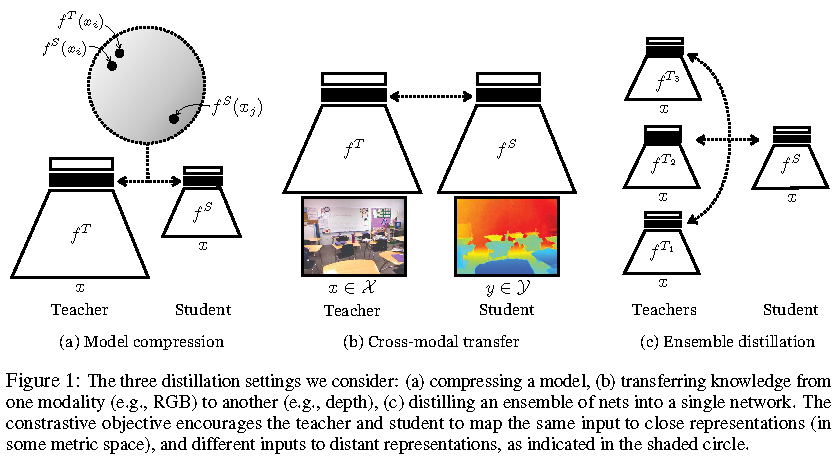 f^T(x_i)
f^S(x_i)
f^S(x_j)
f^T
x
f^S
x
Teacher
Student
(a) Model compression
f^T
f^S
x ∈ 𝒳
y ∈ 𝒴
Teacher
Student
(b) Cross-modal transfer
f^{T_3}
x
f^{T_2}
x
f^{T_1}
x
f^S
x
Teachers
Student
(c) Ensemble distillation
Figure 1: The three distillation settings we consider: (a) compressing a model, (b) transferring knowledge from
one modality (e.g., RGB) to another (e.g., depth), (c) distilling an ensemble of nets into a single network. The
constrastive objective encourages the teacher and student to map the same input to close representations (in
some metric space), and different inputs to distant representations, as indicated in the shaded circle.